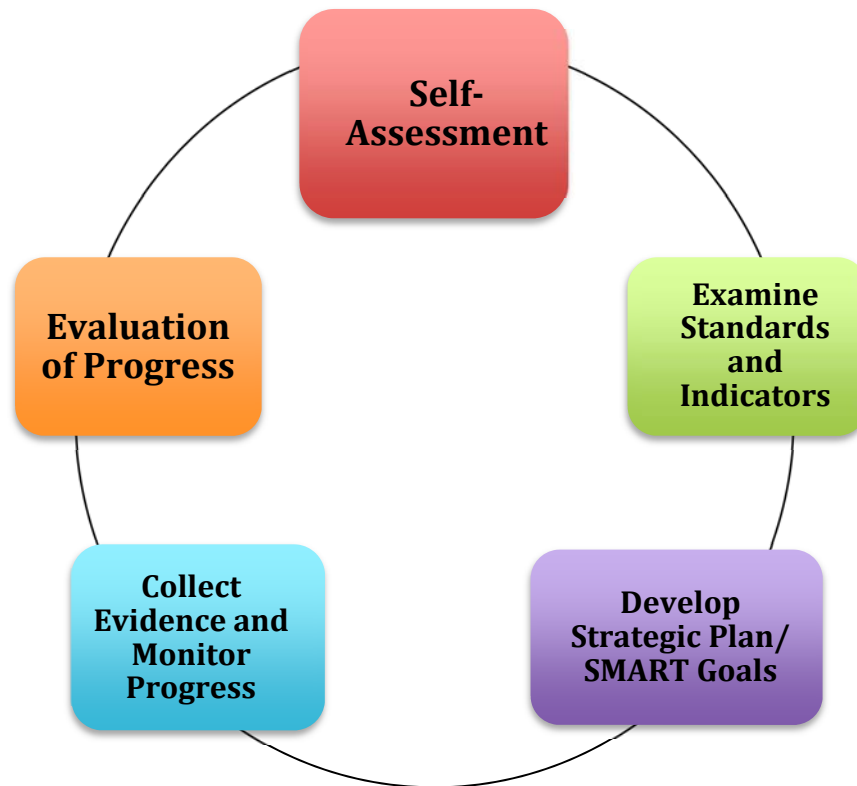 Self-
Assessment
Examine
Standards
and
Indicators
Develop
Strategic Plan/
SMART Goals
Collect
Evidence and
Monitor
Progress
Evaluation
of Progress